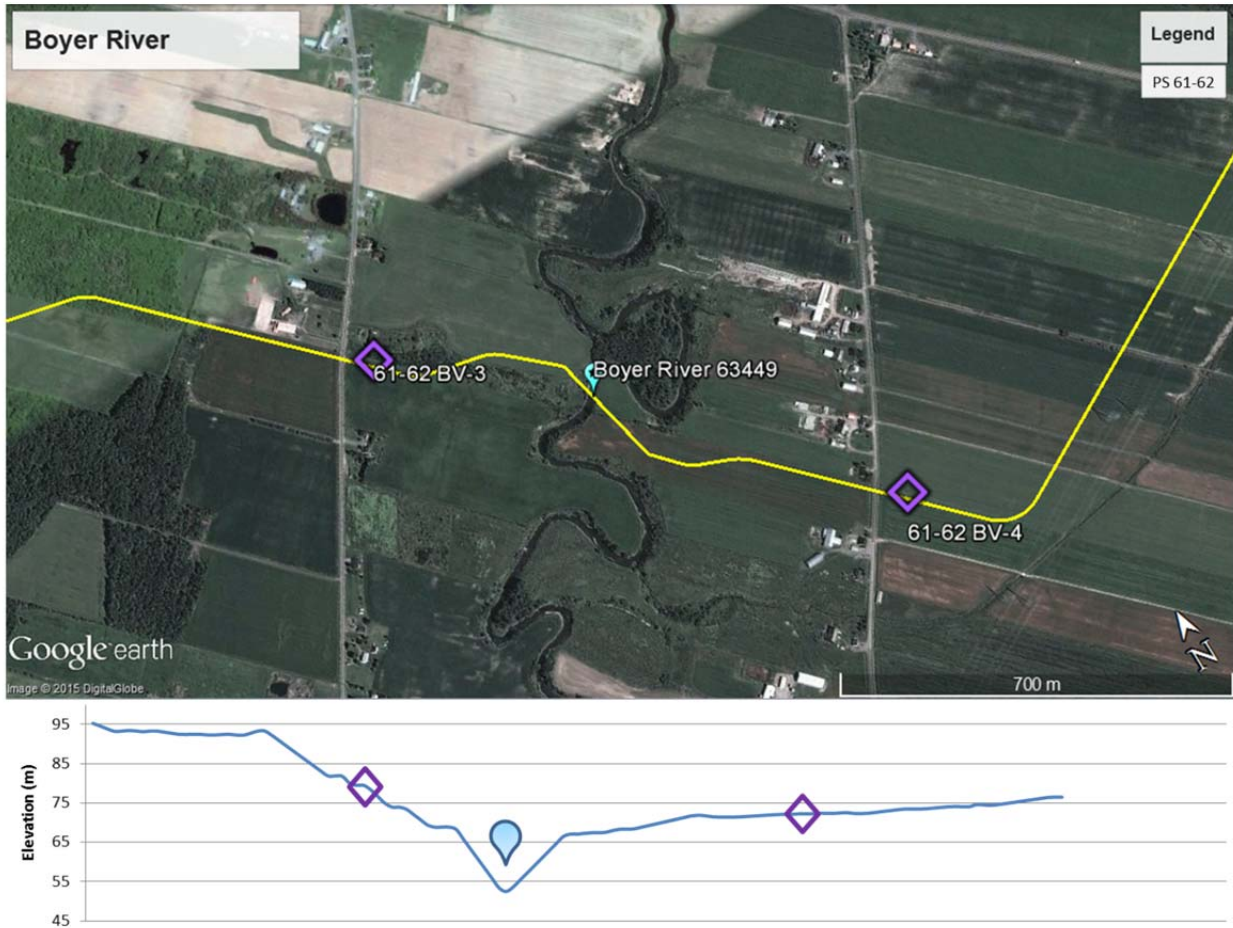 Boyer River
Legend
PS 61-62
61-62 BV-3
Boyer River 63449
61-62 BV-4
N
Google earth
Image © 2015 DigitalGlobe
700 m
Elevation (m)
95
85
75
65
55
45